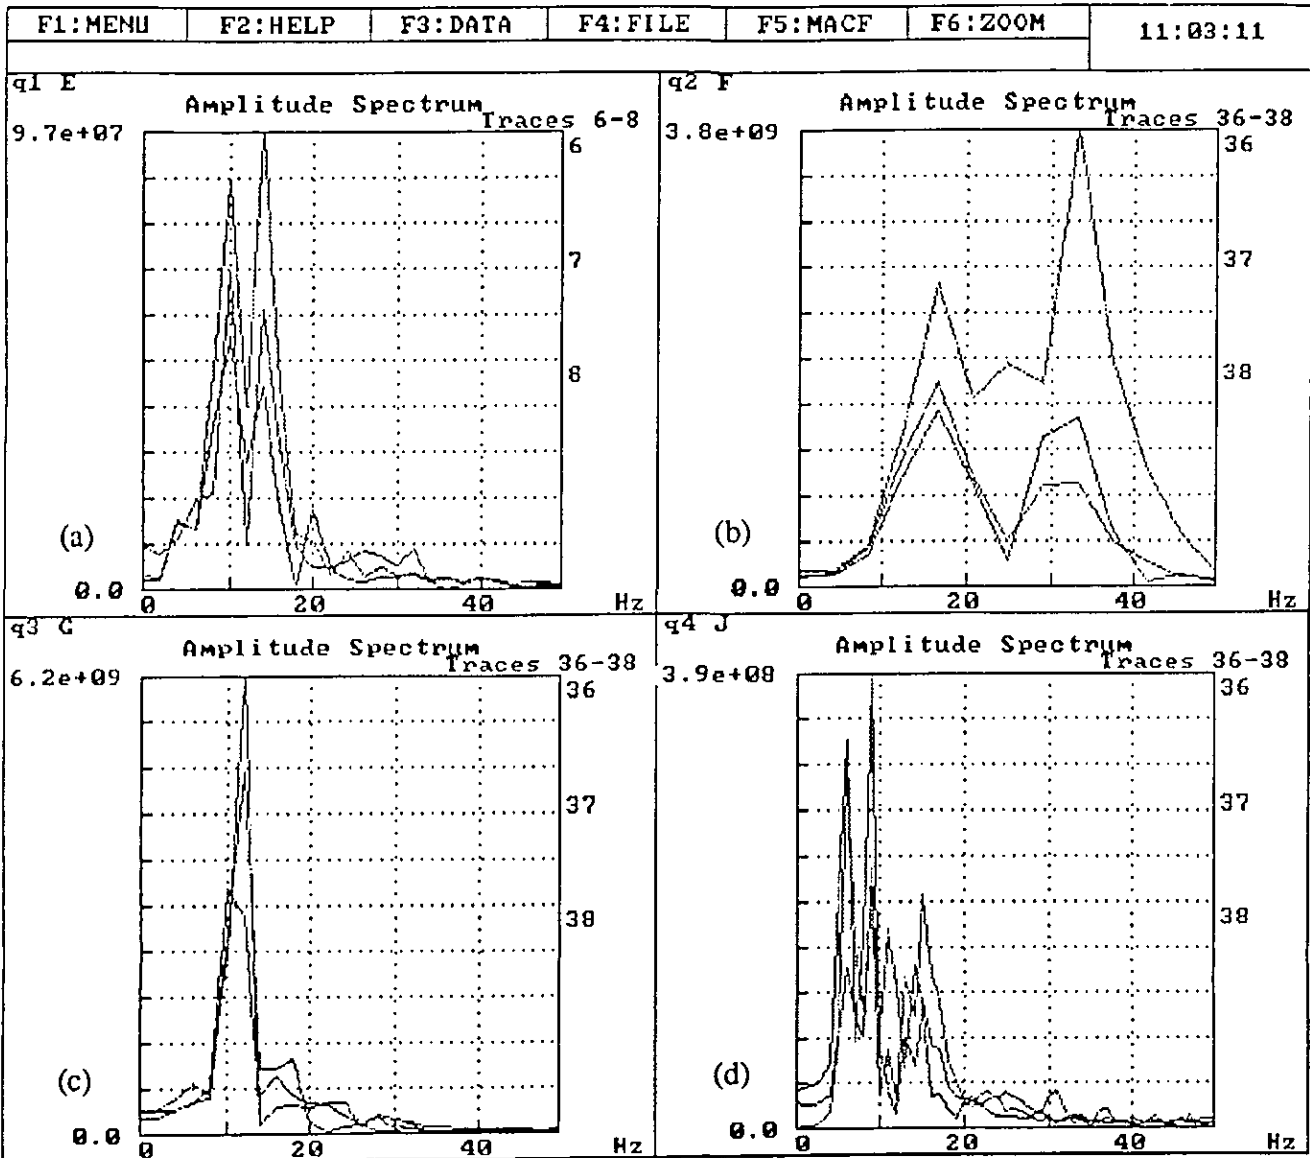 F1:MENU F2:HELP F3:DATA F4:FILE F5:MACF F6:ZOOM 11:03:11
q1 E
Amplitude Spectrum
Traces 6-8
9.7e+07
6
7
8
(a)
0.0
0 20 40 Hz
q2 F
Amplitude Spectrum
Traces 36-38
3.8e+09
36
37
38
(b)
0.0
0 20 40 Hz
q3 G
Amplitude Spectrum
Traces 36-38
6.2e+09
36
37
38
(c)
0.0
0 20 40 Hz
q4 J
Amplitude Spectrum
Traces 36-38
3.9e+08
36
37
38
(d)
0.0
0 20 40 Hz